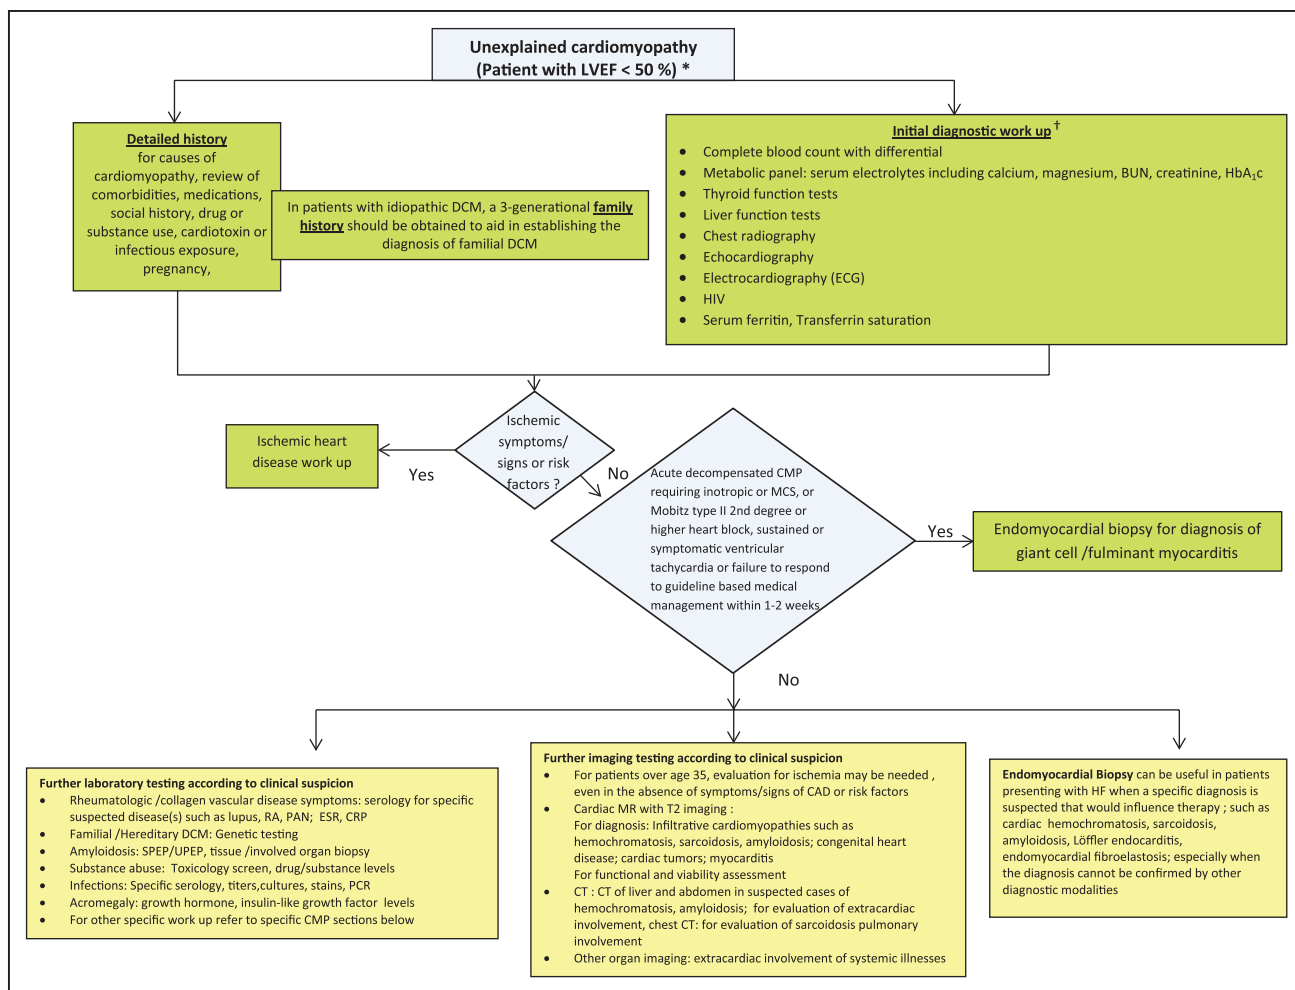 Unexplained cardiomyopathy
(Patient with LVEF < 50 %) *
Detailed history
for causes of
cardiomyopathy, review of
comorbidities, medications,
social history, drug or
substance use, cardiotoxin or
infectious exposure,
pregnancy,
In patients with idiopathic DCM, a 3-generational family
history should be obtained to aid in establishing the
diagnosis of familial DCM
Initial diagnostic work up †
• Complete blood count with differential
• Metabolic panel: serum electrolytes including calcium, magnesium, BUN, creatinine, HbA₁c
• Thyroid function tests
• Liver function tests
• Chest radiography
• Echocardiography
• Electrocardiography (ECG)
• HIV
• Serum ferritin, Transferrin saturation
Ischemic
symptoms/
signs or risk
factors ?
Yes
Ischemic heart
disease work up
No
Acute decompensated CMP
requiring inotropic or MCS, or
Mobitz type II 2nd degree or
higher heart block, sustained or
symptomatic ventricular
tachycardia or failure to respond
to guideline based medical
management within 1-2 weeks
Yes
Endomyocardial biopsy for diagnosis of
giant cell /fulminant myocarditis
No
Further laboratory testing according to clinical suspicion
• Rheumatologic /collagen vascular disease symptoms: serology for specific
suspected disease(s) such as lupus, RA, PAN; ESR, CRP
• Familial /Hereditary DCM: Genetic testing
• Amyloidosis: SPEP/UPEP, tissue /involved organ biopsy
• Substance abuse: Toxicology screen, drug/substance levels
• Infections: Specific serology, titers,cultures, stains, PCR
• Acromegaly: growth hormone, insulin-like growth factor levels
• For other specific work up refer to specific CMP sections below
Further imaging testing according to clinical suspicion
• For patients over age 35, evaluation for ischemia may be needed ,
even in the absence of symptoms/signs of CAD or risk factors
• Cardiac MR with T2 imaging :
For diagnosis: Infiltrative cardiomyopathies such as
hemochromatosis, sarcoidosis, amyloidosis; congenital heart
disease; cardiac tumors; myocarditis
For functional and viability assessment
• CT : CT of liver and abdomen in suspected cases of
hemochromatosis, amyloidosis; for evaluation of extracardiac
involvement, chest CT: for evaluation of sarcoidosis pulmonary
involvement
• Other organ imaging: extracardiac involvement of systemic illnesses
Endomyocardial Biopsy can be useful in patients
presenting with HF when a specific diagnosis is
suspected that would influence therapy ; such as
cardiac hemochromatosis, sarcoidosis,
amyloidosis, Löffler endocarditis,
endomyocardial fibroelastosis; especially when
the diagnosis cannot be confirmed by other
diagnostic modalities